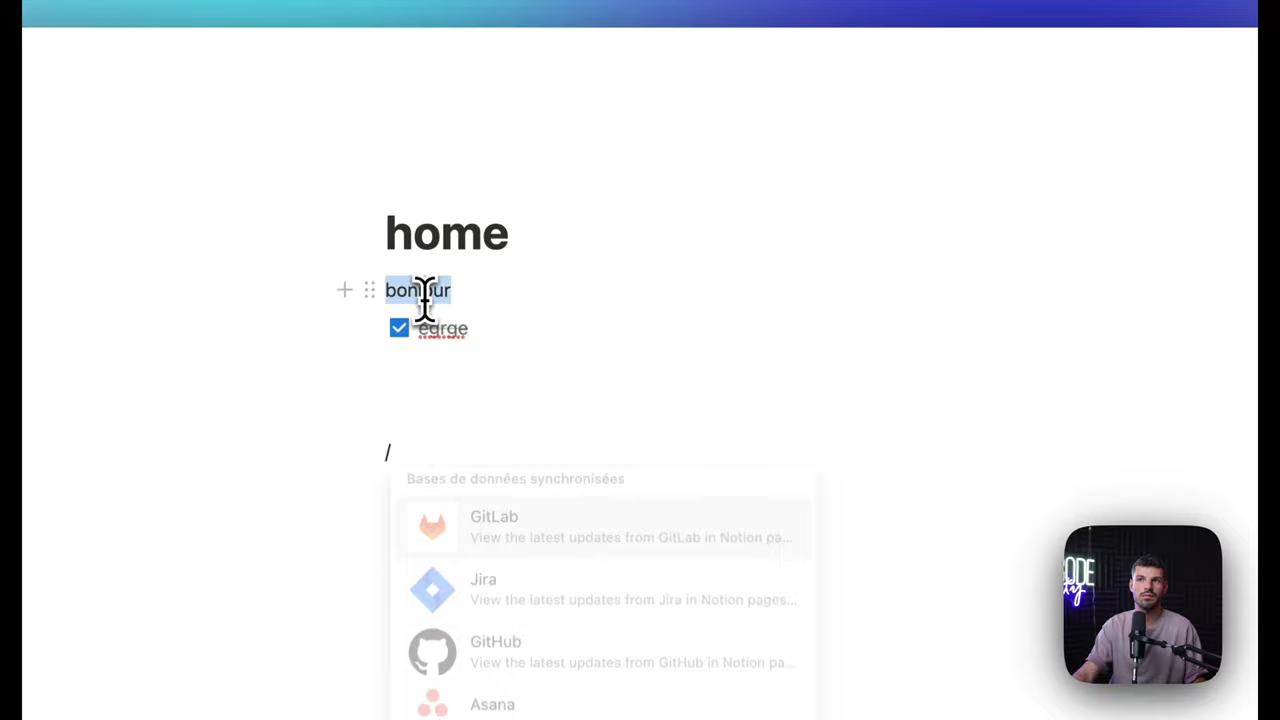 home
bonjour
eqrge
/
Bases de données synchronisées
GitLab
View the latest updates from GitLab in Notion pa...
Jira
View the latest updates from Jira in Notion pages...
GitHub
View the latest updates from GitHub in Notion pa...
Asana